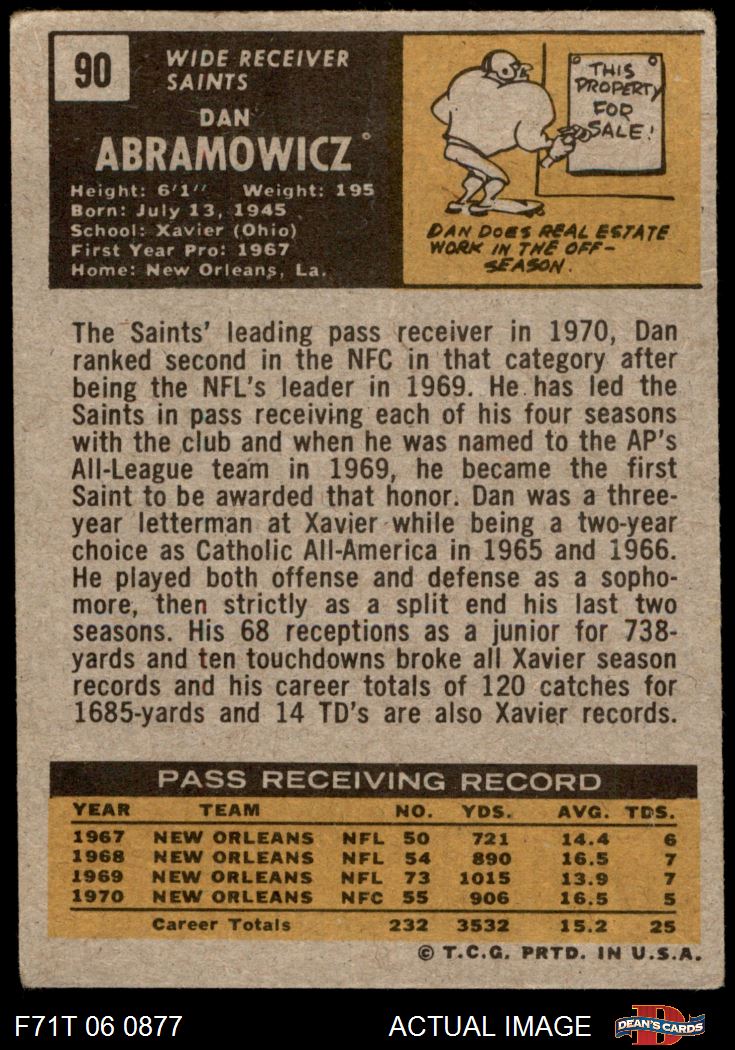 90
WIDE RECEIVER
SAINTS
DAN
ABRAMOWICZ
Height: 6'1" Weight: 195
Born: July 13, 1945
School: Xavier (Ohio)
First Year Pro: 1967
Home: New Orleans, La.
THIS
PROPERTY
FOR
SALE!
DAN DOES REAL ESTATE
WORK IN THE OFF-
SEASON.
The Saints' leading pass receiver in 1970, Dan
ranked second in the NFC in that category after
being the NFL's leader in 1969. He has led the
Saints in pass receiving each of his four seasons
with the club and when he was named to the AP's
All-League team in 1969, he became the first
Saint to be awarded that honor. Dan was a three-
year letterman at Xavier while being a two-year
choice as Catholic All-America in 1965 and 1966.
He played both offense and defense as a sopho-
more, then strictly as a split end his last two
seasons. His 68 receptions as a junior for 738-
yards and ten touchdowns broke all Xavier season
records and his career totals of 120 catches for
1685-yards and 14 TD's are also Xavier records.
PASS RECEIVING RECORD
YEAR TEAM NO. YDS. AVG. TDS.
1967 NEW ORLEANS NFL 50 721 14.4 6
1968 NEW ORLEANS NFL 54 890 16.5 7
1969 NEW ORLEANS NFL 73 1015 13.9 7
1970 NEW ORLEANS NFC 55 906 16.5 5
Career Totals 232 3532 15.2 25
© T.C.G. PRTD. IN U.S.A.
F71T 06 0877 ACTUAL IMAGE D DEAN'S CARDS